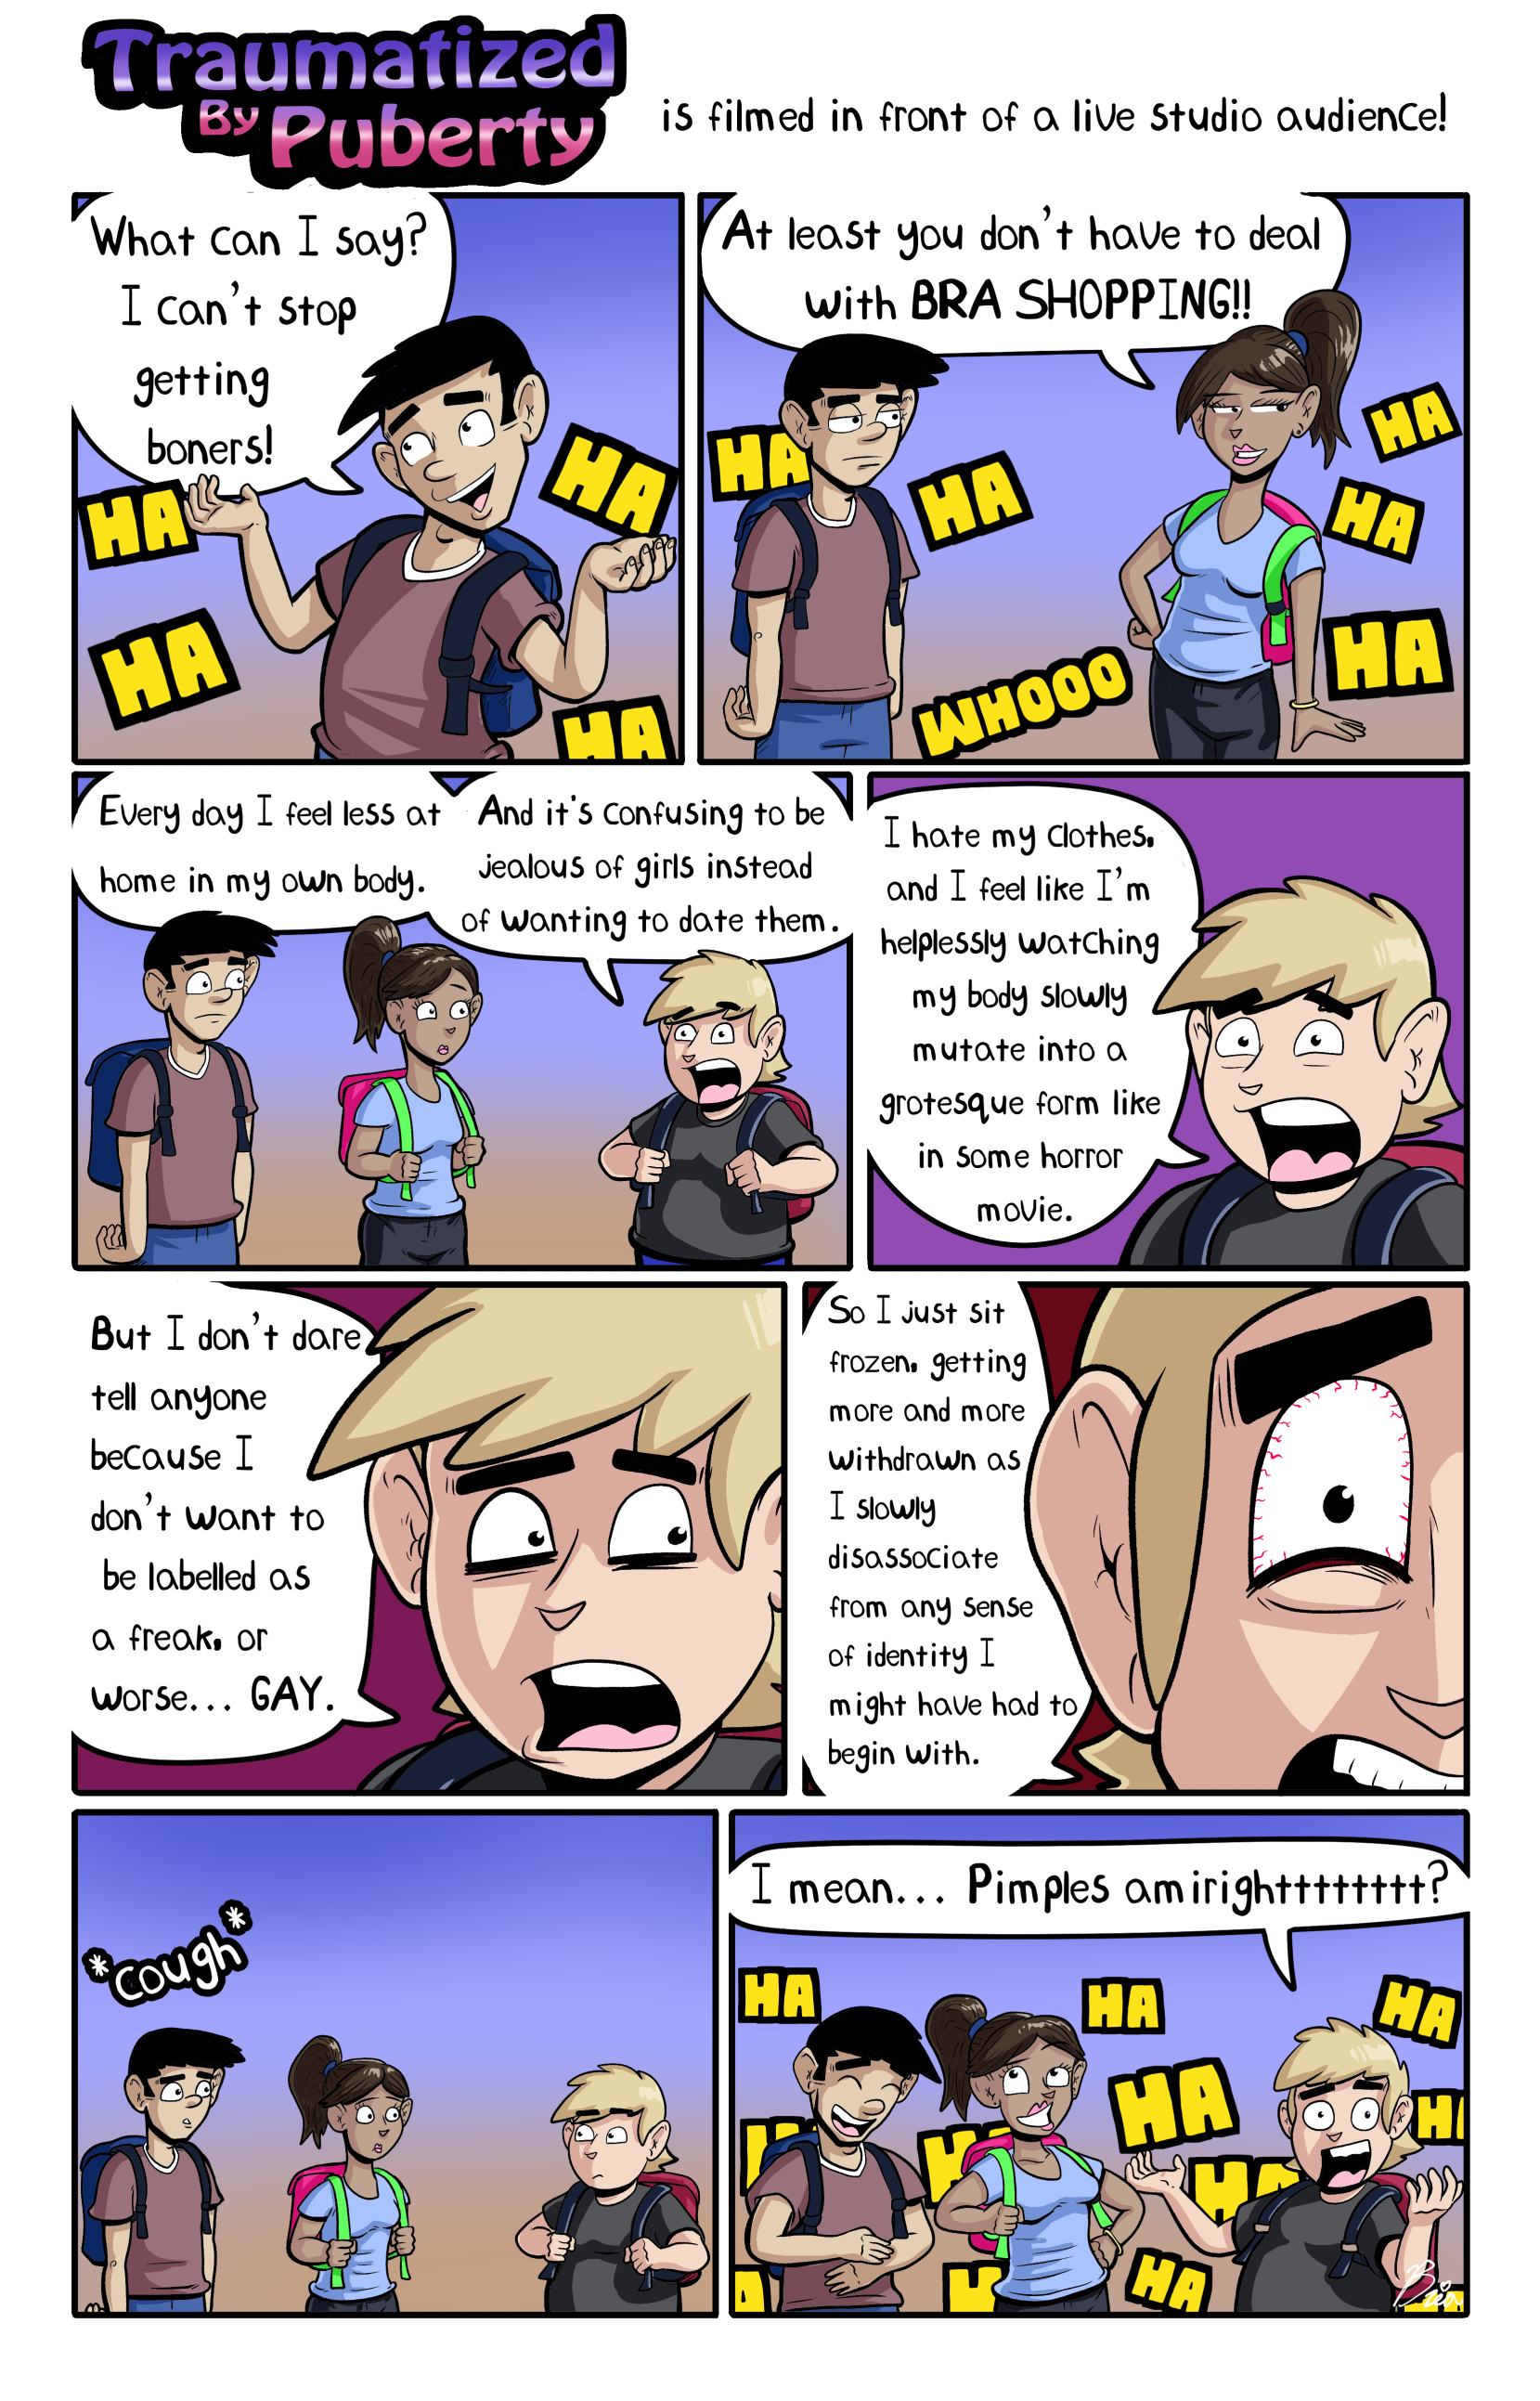 Traumatized
By Puberty
is filmed in front of a live studio audience!
What can I say?
I can't stop
getting
boners!
HA
HA
HA
HA
At least you don't have to deal
with BRA SHOPPING!!
HA
HA
HA
HA
HA
WHOOO
Every day I feel less at
home in my own body.
And it's confusing to be
jealous of girls instead
of wanting to date them.
I hate my clothes,
and I feel like I'm
helplessly watching
my body slowly
mutate into a
grotesque form like
in some horror
movie.
But I don't dare
tell anyone
because I
don't want to
be labelled as
a freak, or
worse... GAY.
So I just sit
frozen, getting
more and more
withdrawn as
I slowly
disassociate
from any sense
of identity I
might have had to
begin with.
*cough*
I mean... Pimples amirighttttttttt?
HA
HA
HA
HA
HA
HA
HA
HA
HA